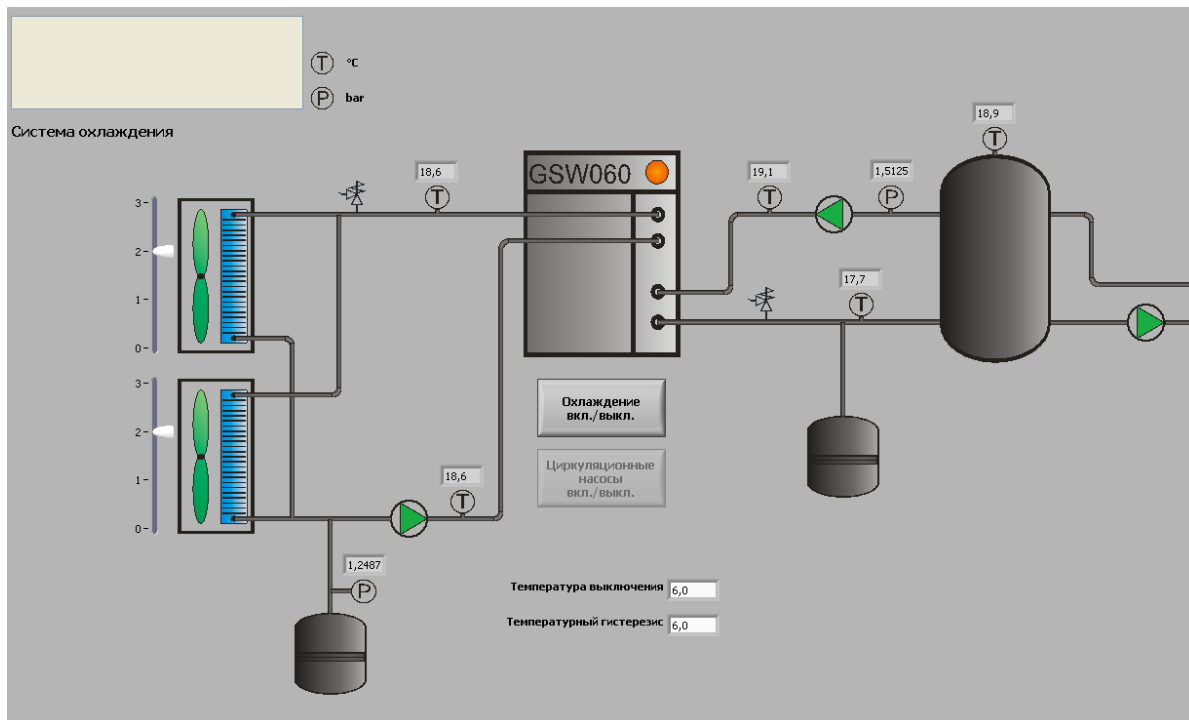 T °C
P bar
Система охлаждения
18,9
T
18,6
T
GSW060
19,1
T
1,5125
P
3-
2-
1-
0-
17,7
T
3-
2-
1-
0-
Охлаждение
вкл./выкл.
Циркуляционные
насосы
вкл./выкл.
18,6
T
1,2487
P
Температура выключения 6,0
Температурный гистерезис 6,0